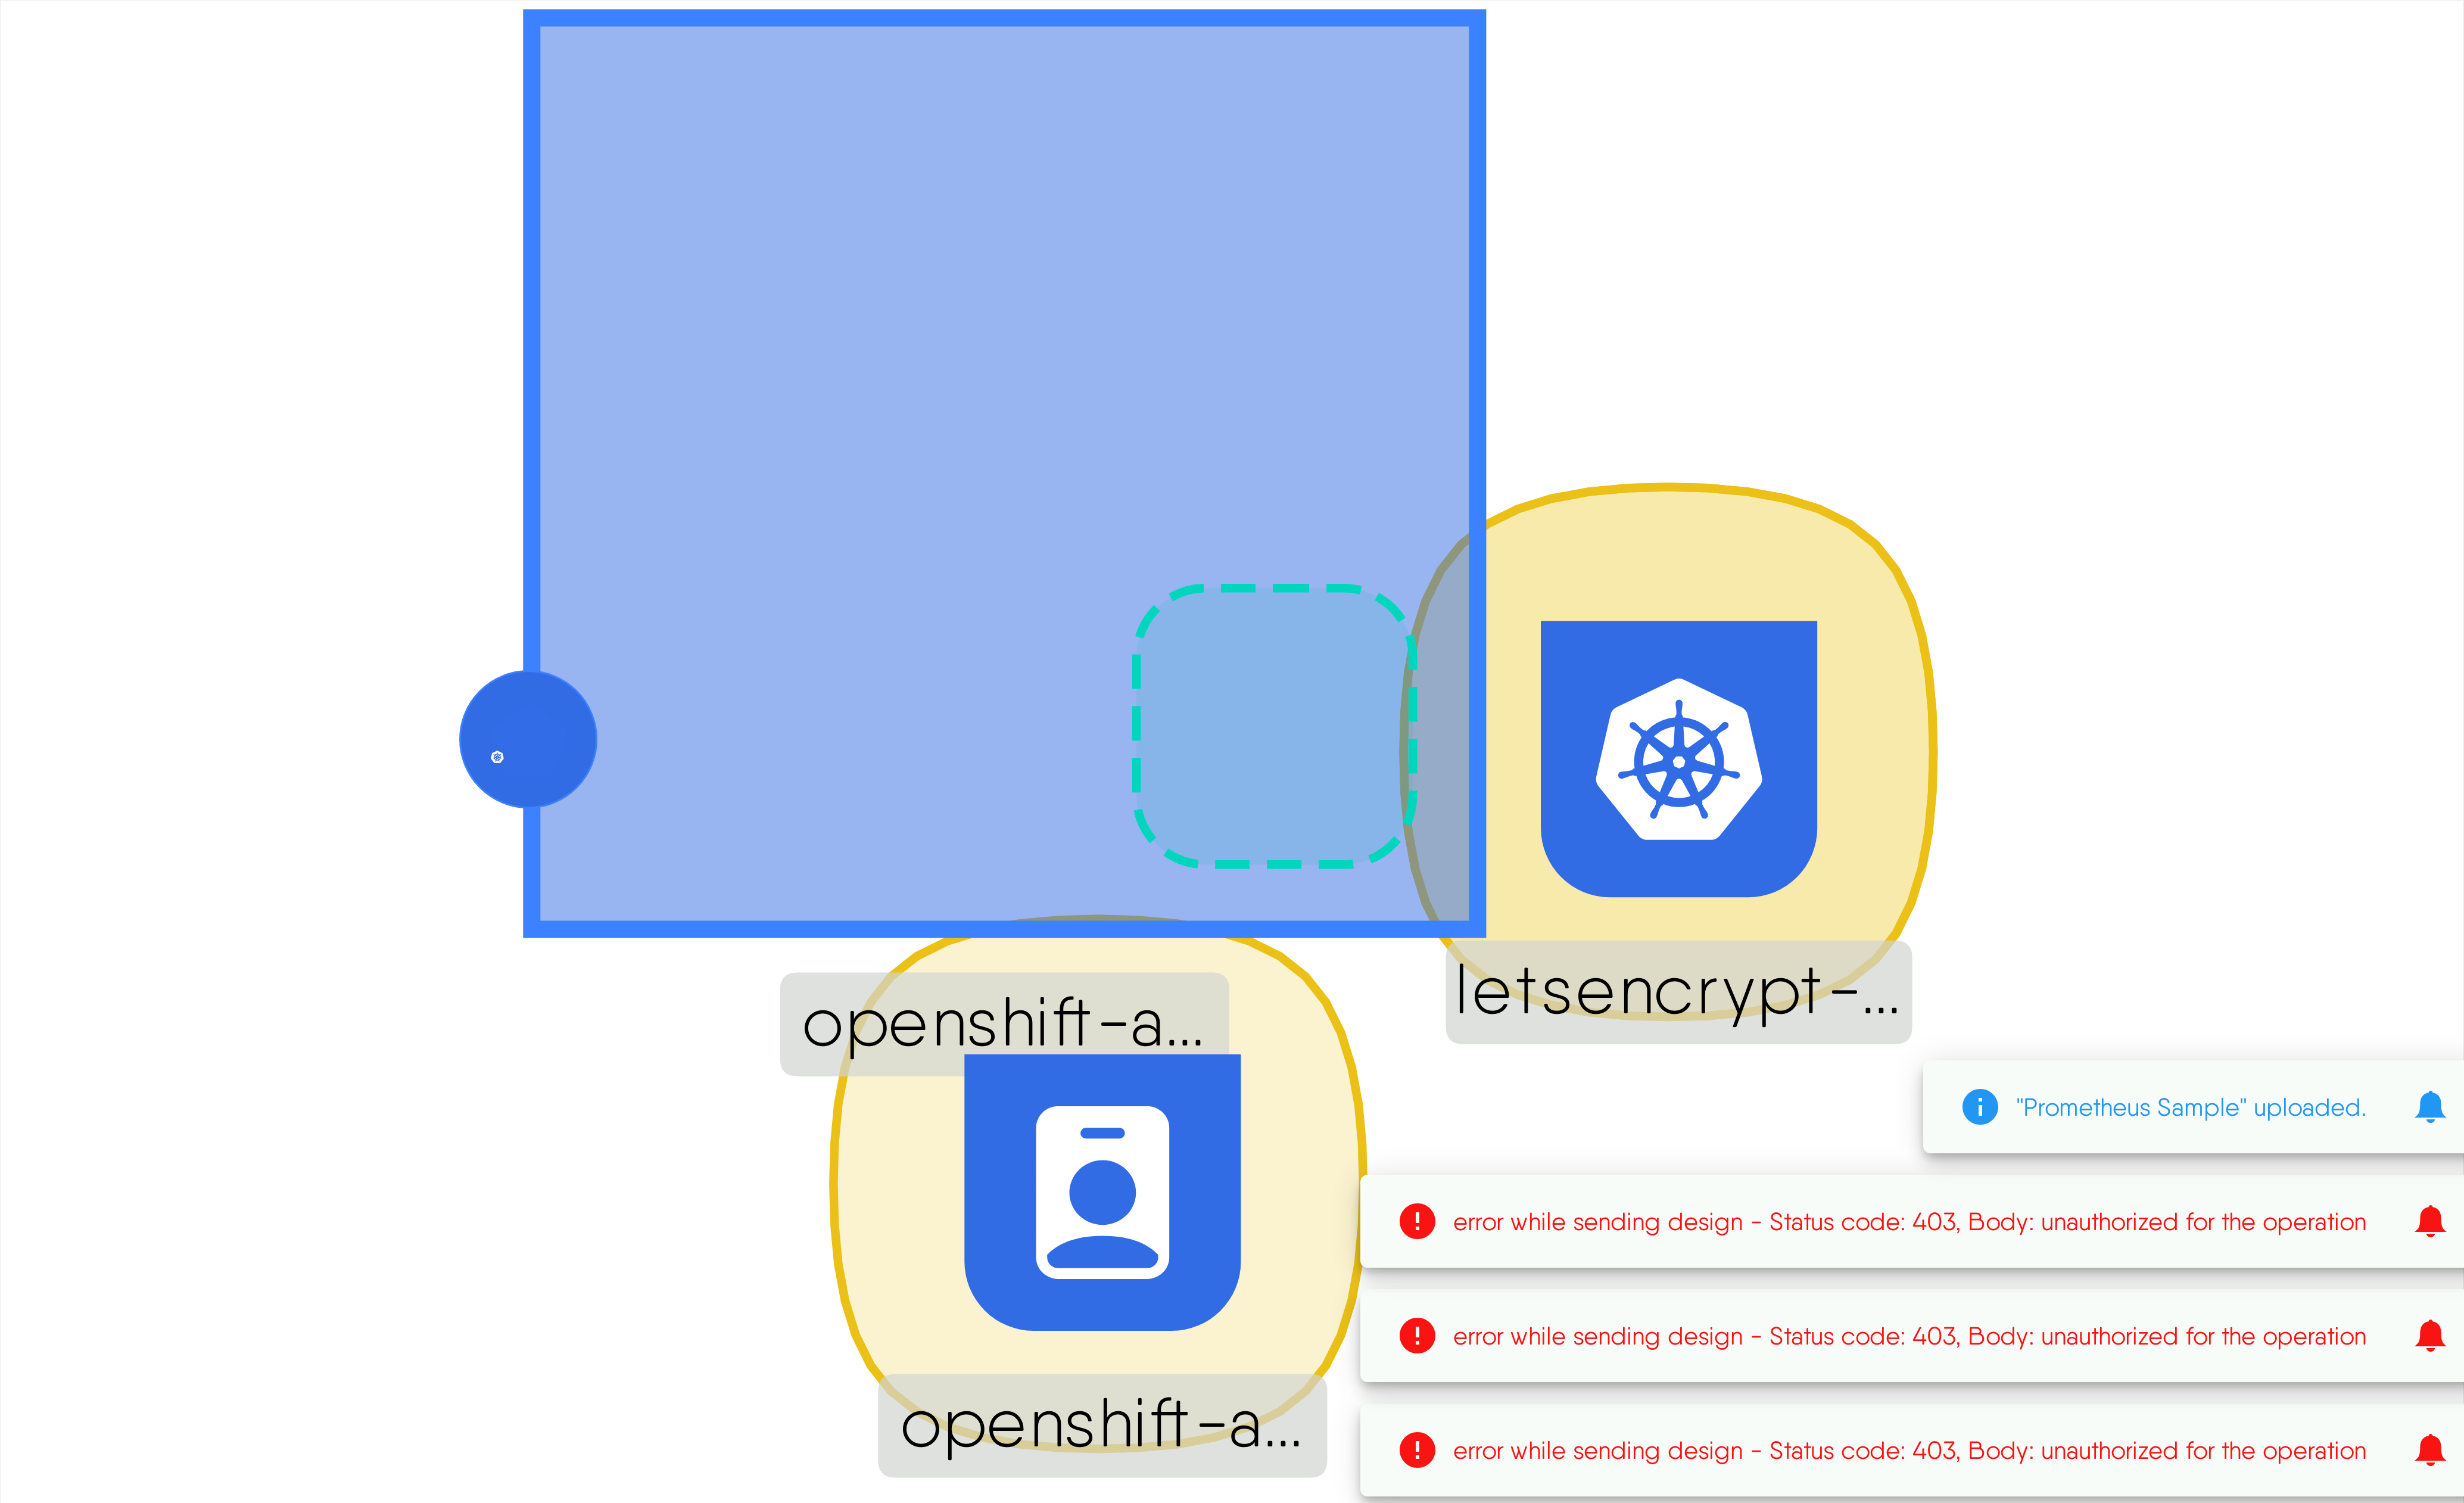 openshift-a...
letsencrypt-...
openshift-a...
"Prometheus Sample" uploaded.
error while sending design - Status code: 403, Body: unauthorized for the operation
error while sending design - Status code: 403, Body: unauthorized for the operation
error while sending design - Status code: 403, Body: unauthorized for the operation